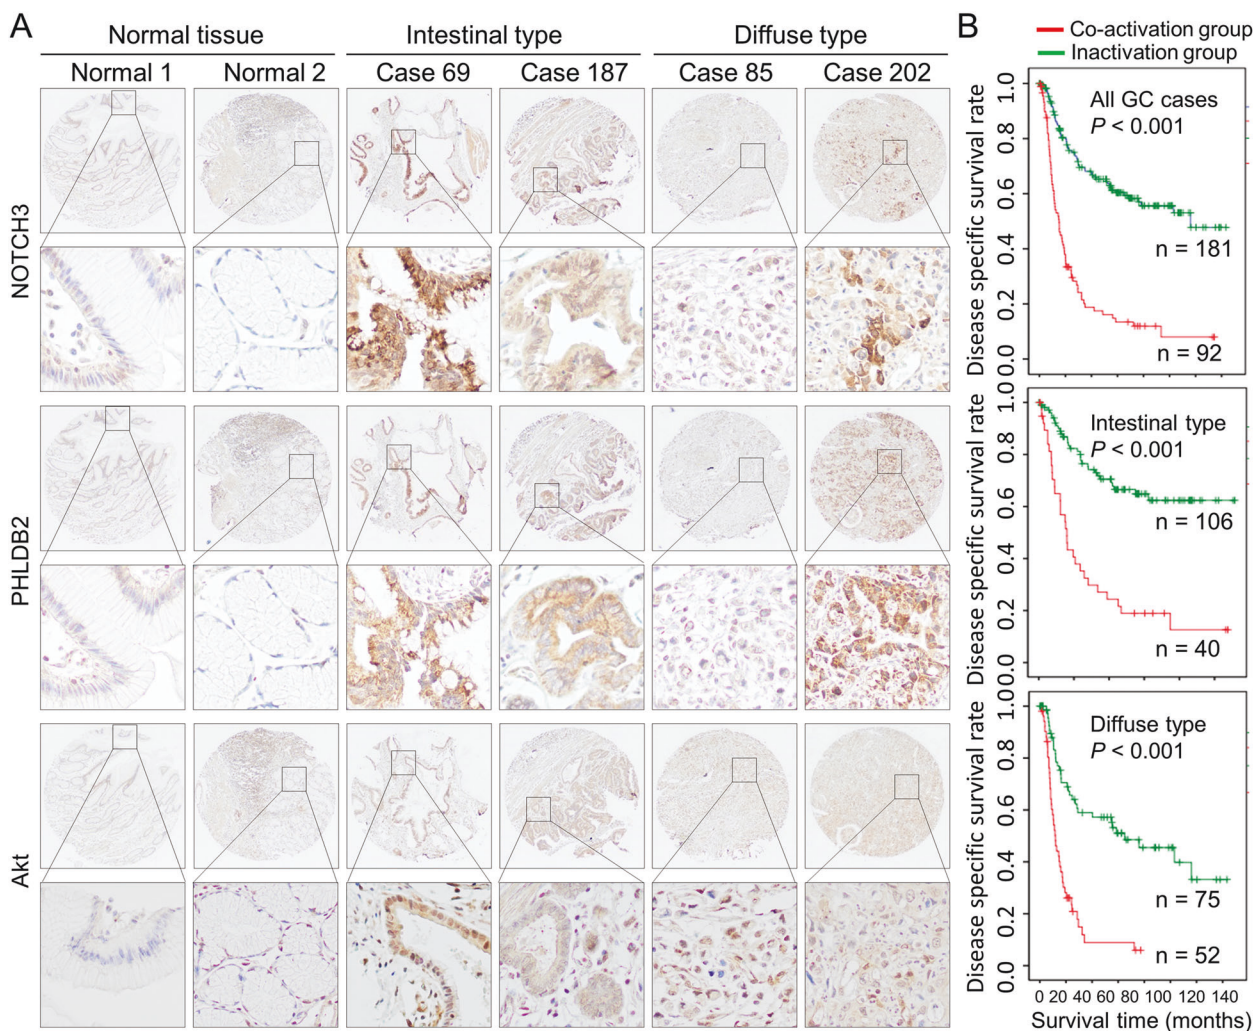 A
Normal tissue
Intestinal type
Diffuse type
Normal 1
Normal 2
Case 69
Case 187
Case 85
Case 202
NOTCH3
PHLDB2
Akt
B
Co-activation group
Inactivation group
Disease specific survival rate
1.0
0.8
0.6
0.4
0.2
0.0
All GC cases
P < 0.001
n = 181
n = 92
Disease specific survival rate
1.0
0.8
0.6
0.4
0.2
0.0
Intestinal type
P < 0.001
n = 106
n = 40
Disease specific survival rate
1.0
0.8
0.6
0.4
0.2
0.0
Diffuse type
P < 0.001
n = 75
n = 52
0 20 40 60 80 100 120 140
Survival time (months)